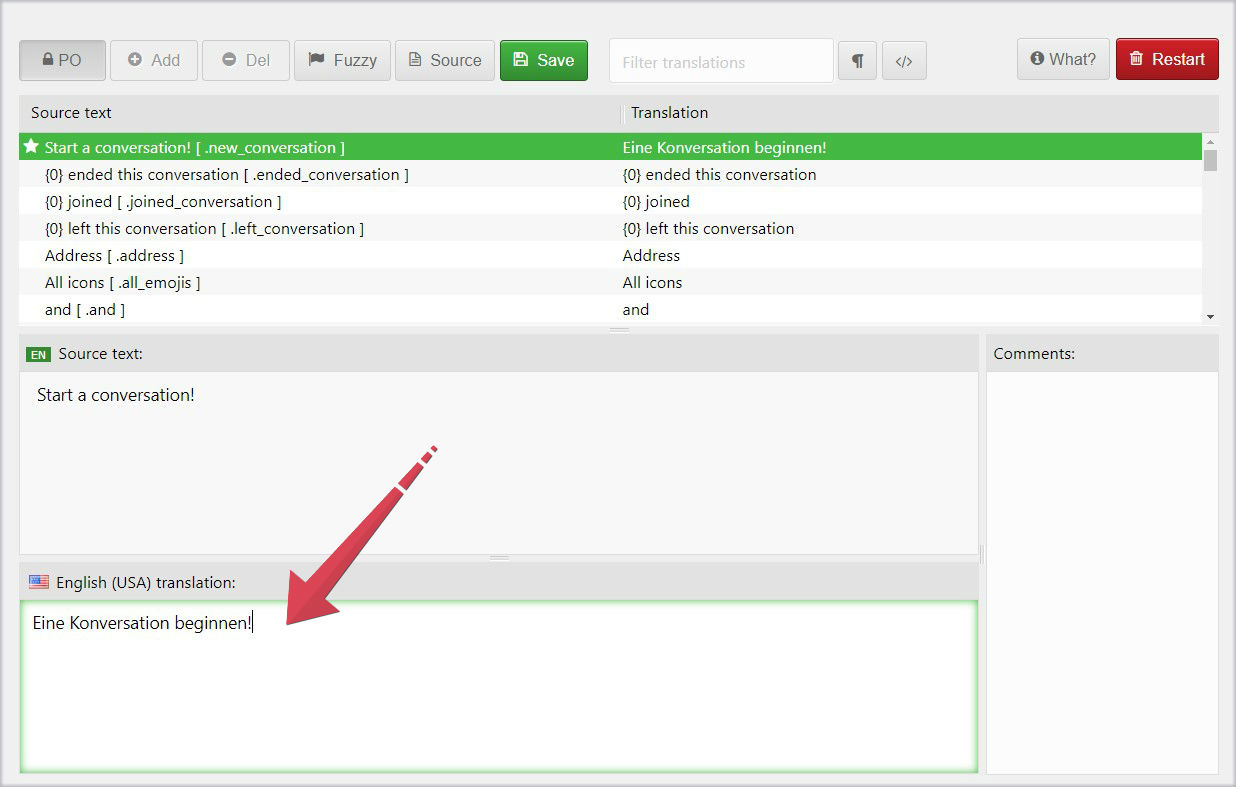 PO Add Del Fuzzy Source Save Filter translations ¶ </> What? Restart
Source text Translation
Start a conversation! [ .new_conversation ] Eine Konversation beginnen!
{0} ended this conversation [ .ended_conversation ] {0} ended this conversation
{0} joined [ .joined_conversation ] {0} joined
{0} left this conversation [ .left_conversation ] {0} left this conversation
Address [ .address ] Address
All icons [ .all_emojis ] All icons
and [ .and ] and
EN Source text: Comments:
Start a conversation!
English (USA) translation:
Eine Konversation beginnen!